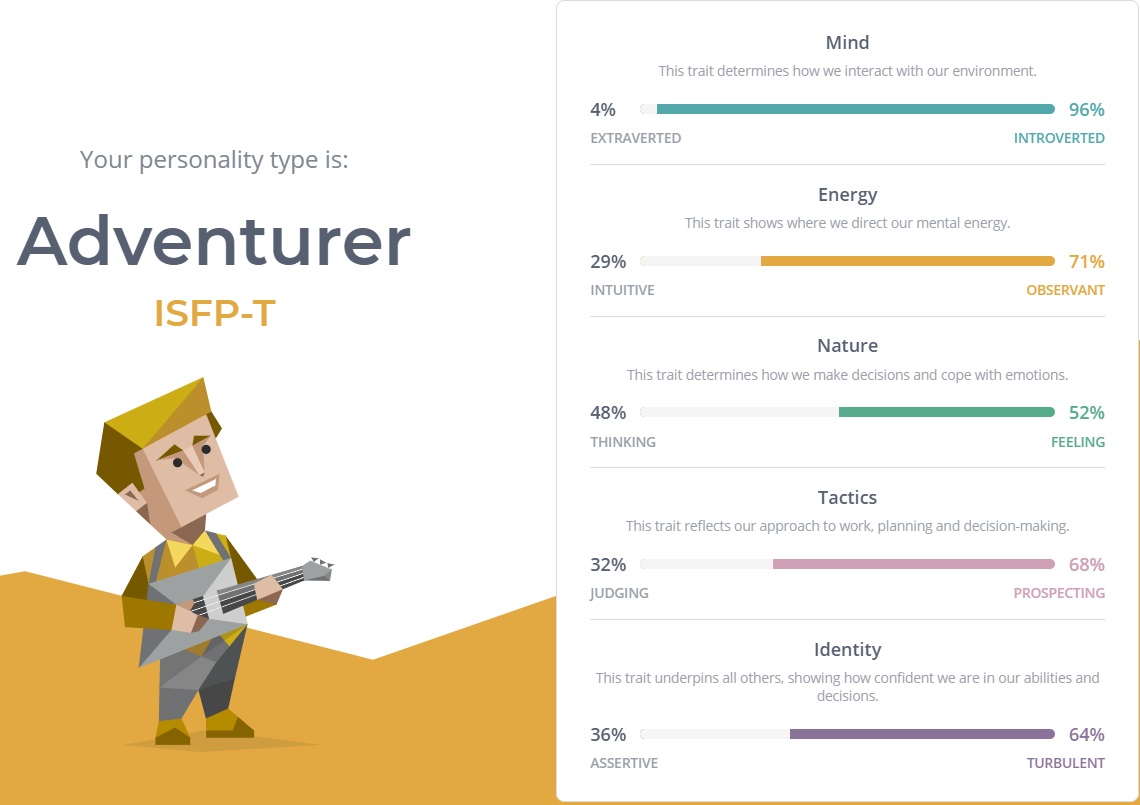 Your personality type is:
Adventurer
ISFP-T
Mind
This trait determines how we interact with our environment.
4% 96%
EXTRAVERTED INTROVERTED
Energy
This trait shows where we direct our mental energy.
29% 71%
INTUITIVE OBSERVANT
Nature
This trait determines how we make decisions and cope with emotions.
48% 52%
THINKING FEELING
Tactics
This trait reflects our approach to work, planning and decision-making.
32% 68%
JUDGING PROSPECTING
Identity
This trait underpins all others, showing how confident we are in our abilities and
decisions.
36% 64%
ASSERTIVE TURBULENT